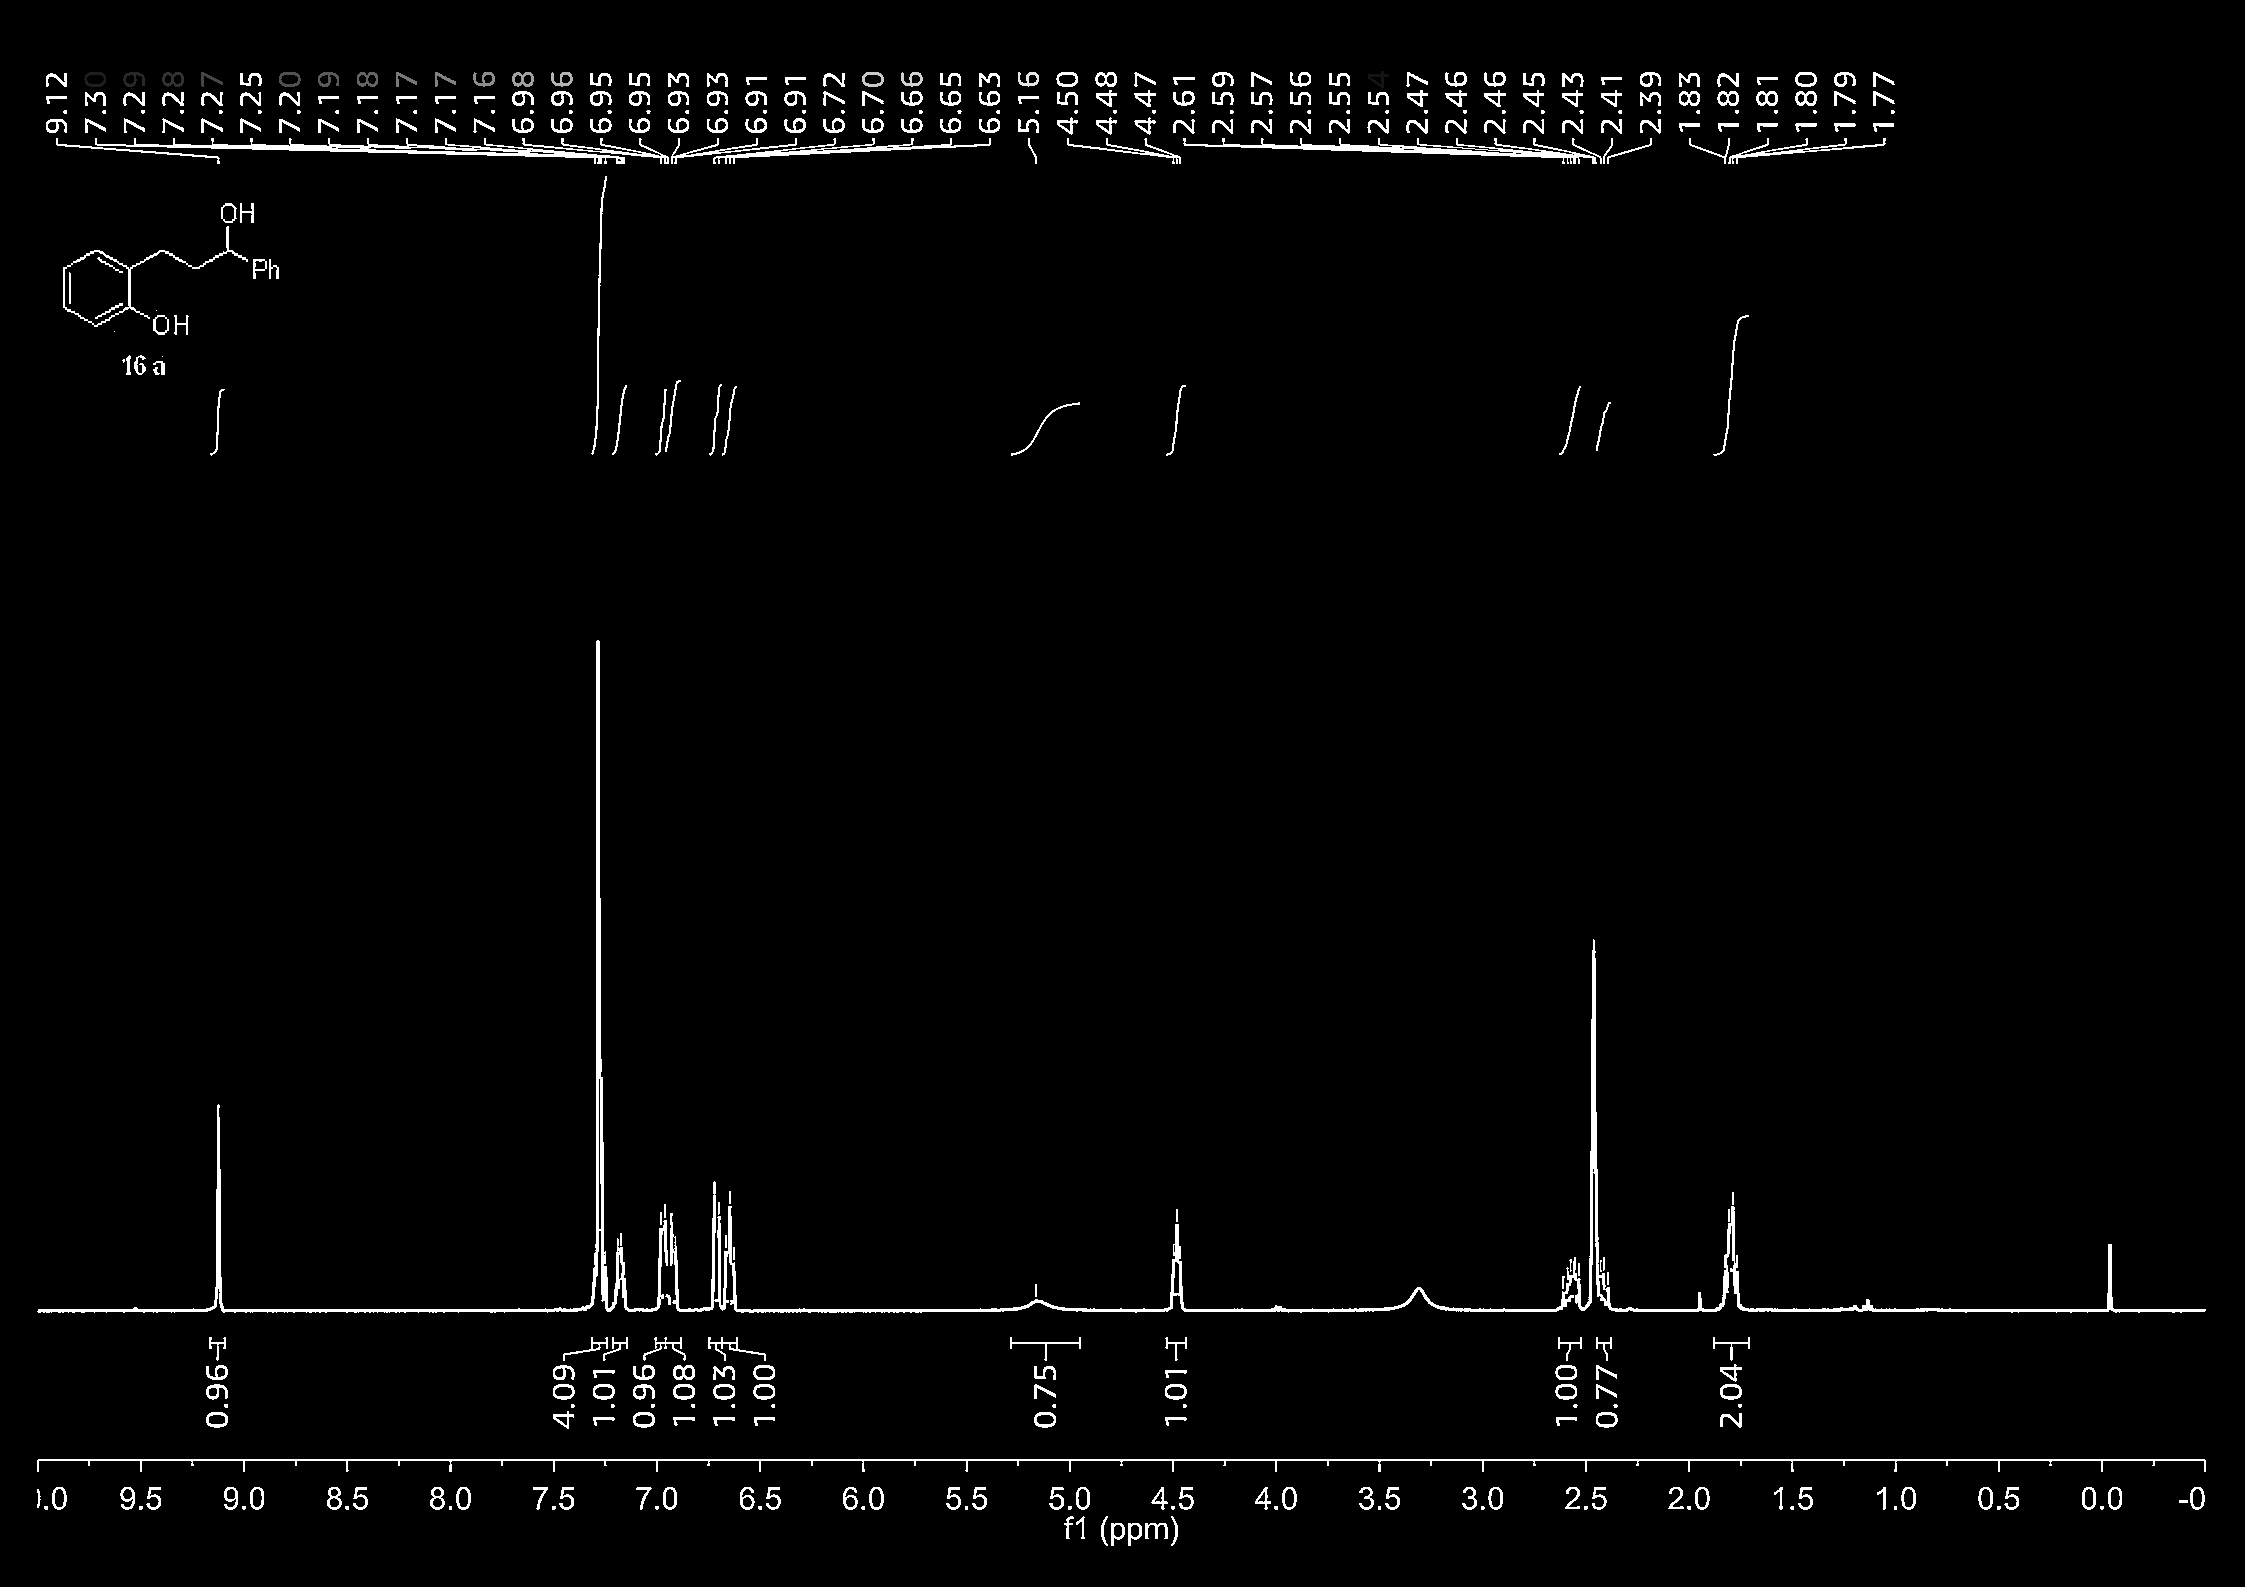 9.12 7.30 7.29 7.28 7.27 7.25 7.20 7.19 7.18 7.17 7.17 7.16 6.98 6.96 6.95 6.95 6.93 6.93 6.91 6.91 6.72 6.70 6.66 6.65 6.63 5.16 4.50 4.48 4.47 2.61 2.59 2.57 2.56 2.55 2.54 2.47 2.46 2.46 2.45 2.43 2.41 2.39 1.83 1.82 1.81 1.80 1.79 1.77
OH
Ph
OH
16 a
0.96 4.09 1.01 0.96 1.08 1.03 1.00 0.75 1.01 1.00 0.77 2.04
).0 9.5 9.0 8.5 8.0 7.5 7.0 6.5 6.0 5.5 5.0 4.5 4.0 3.5 3.0 2.5 2.0 1.5 1.0 0.5 0.0 -0
f1 (ppm)